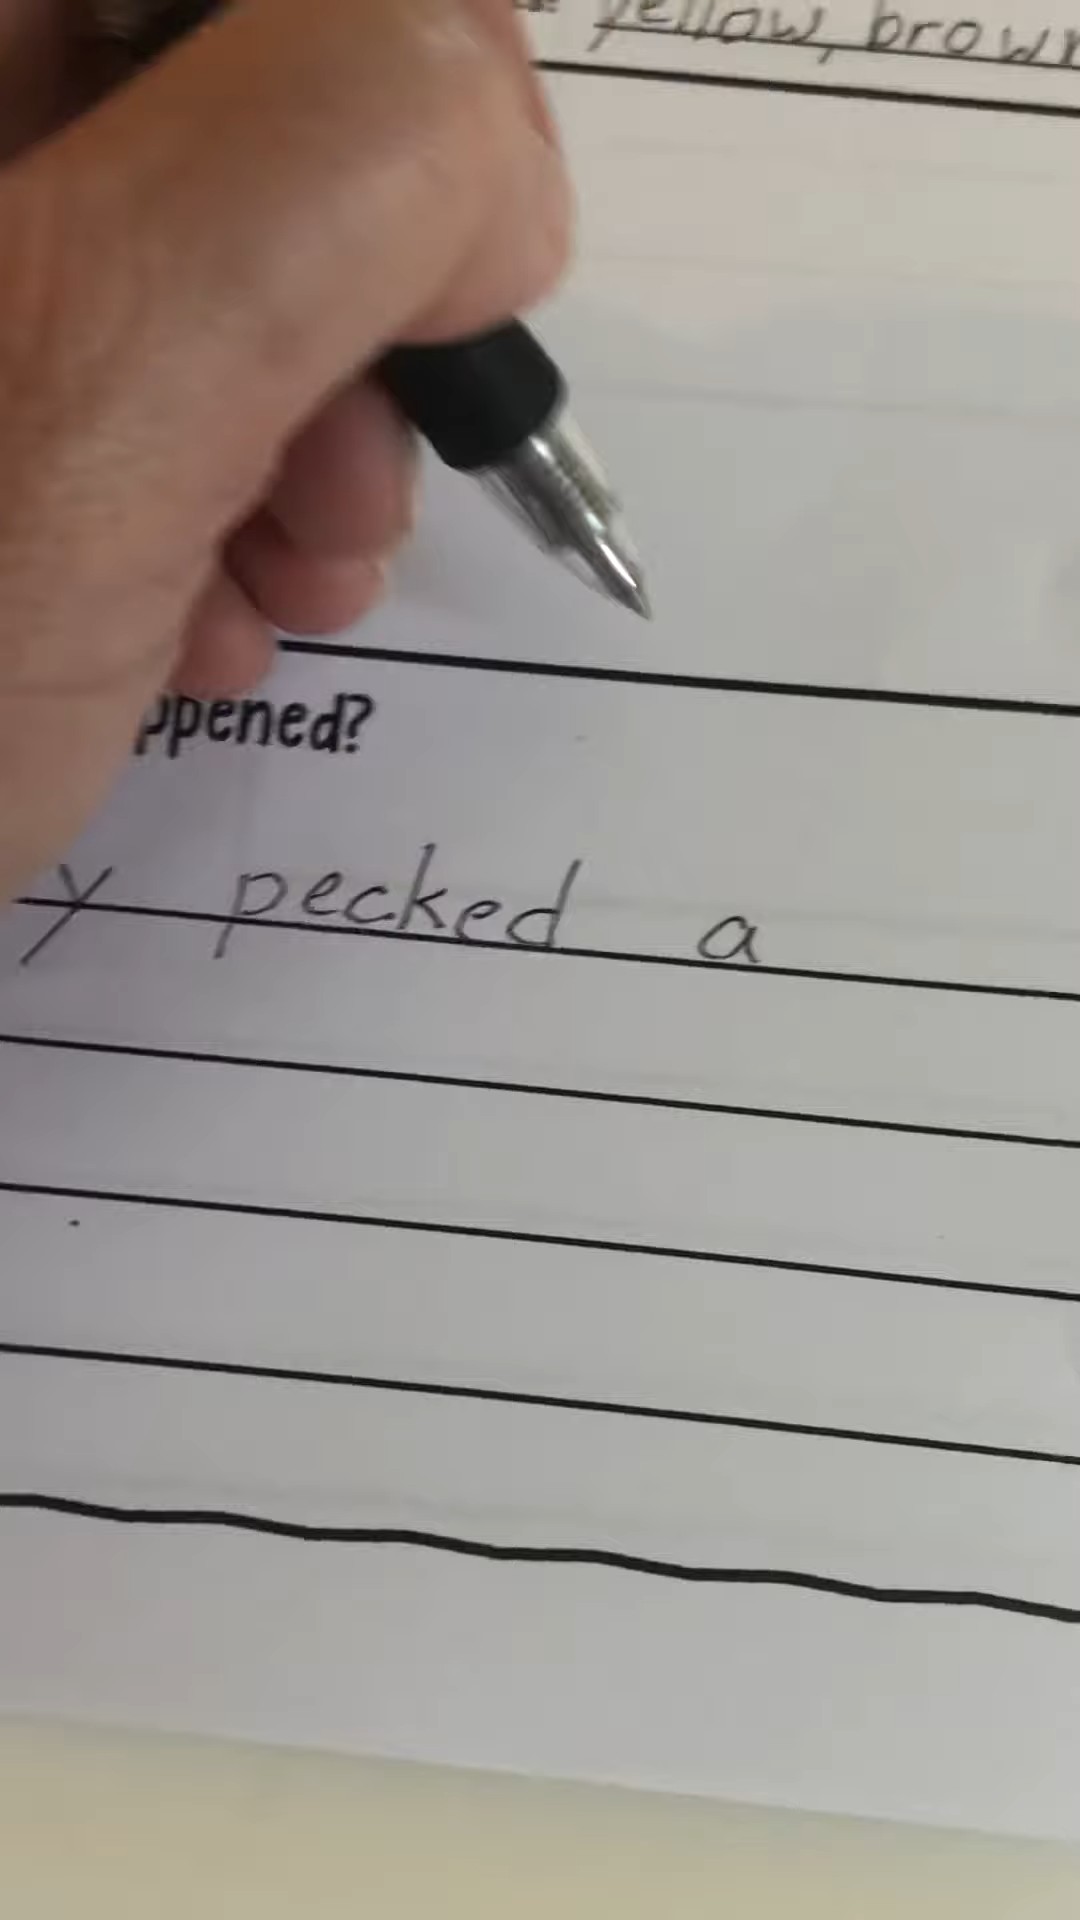 yellow, brown
ppened?
y pecked a